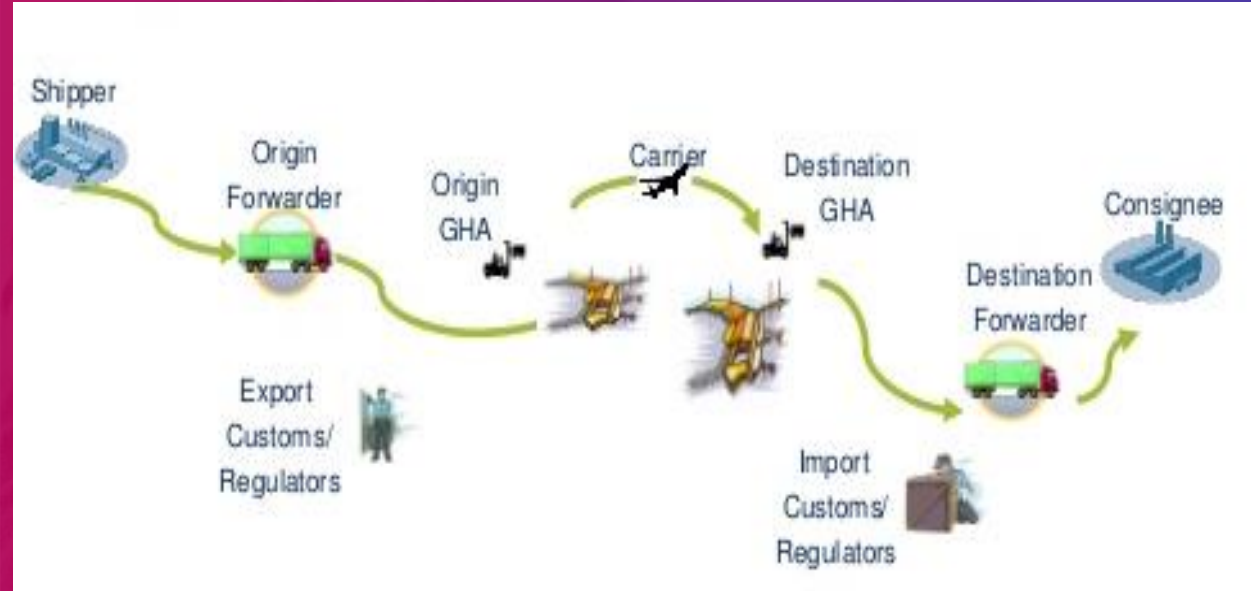 Shipper
Origin
Forwarder
Origin
GHA
Carrier
Destination
GHA
Consignee
Destination
Forwarder
Export
Customs/
Regulators
Import
Customs/
Regulators